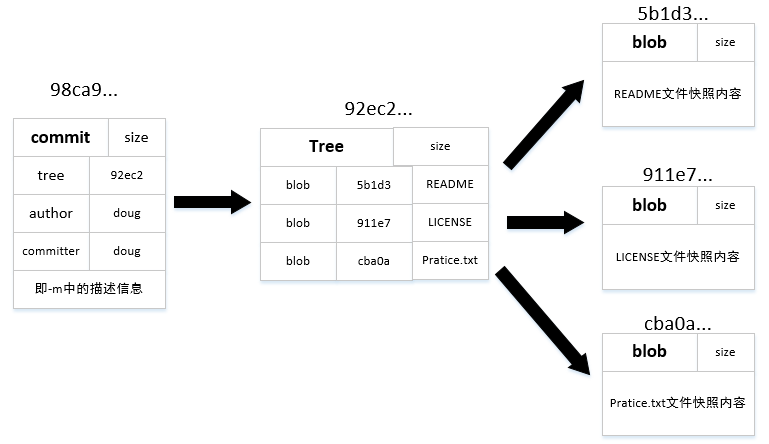 98ca9...
commit size
tree 92ec2
author doug
committer doug
即-m中的描述信息
92ec2...
Tree size
blob 5b1d3 README
blob 911e7 LICENSE
blob cba0a Pratice.txt
5b1d3...
blob size
README文件快照内容
911e7...
blob size
LICENSE文件快照内容
cba0a...
blob size
Pratice.txt文件快照内容